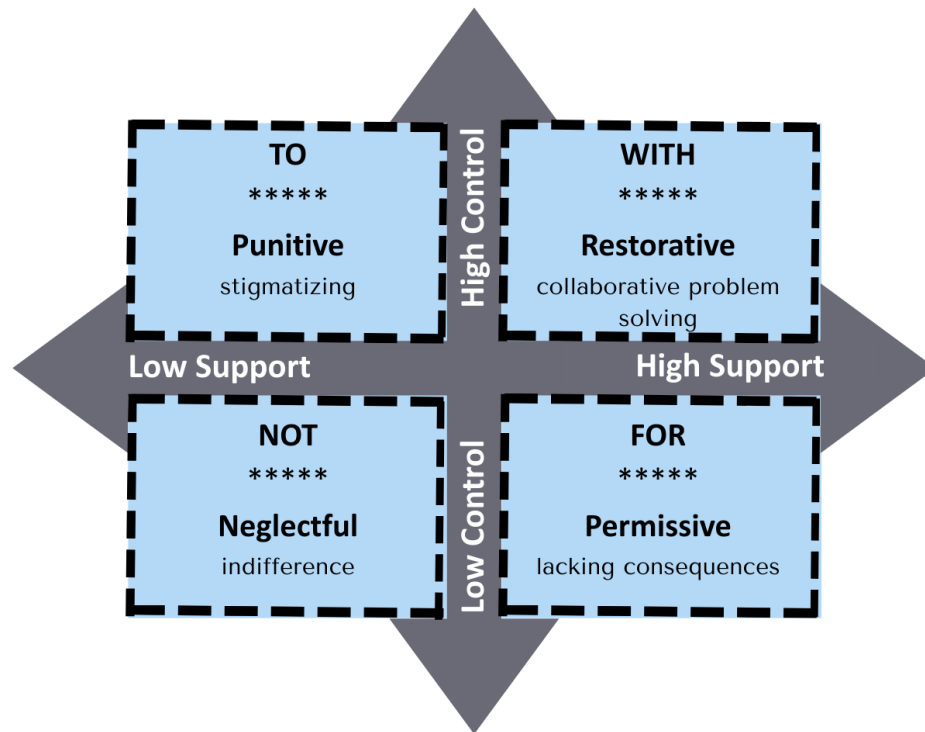 TO
*****
Punitive
stigmatizing
High Control
WITH
*****
Restorative
collaborative problem
solving
Low Support
High Support
NOT
*****
Neglectful
indifference
Low Control
FOR
*****
Permissive
lacking consequences